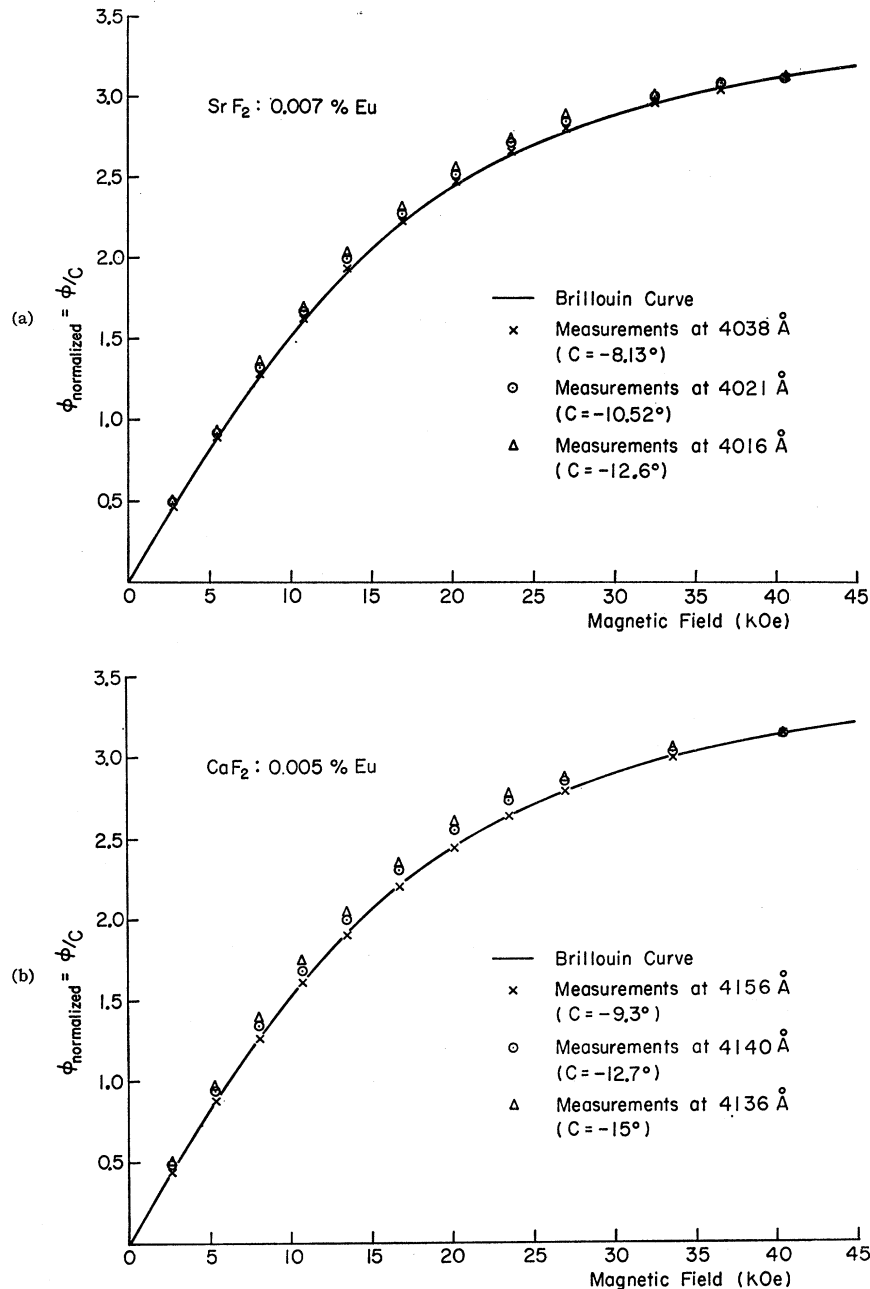 (a)
3.5
3.0
2.5
2.0
1.5
1.0
0.5
0
ϕnormalized = ϕ/C
SrF2: 0.007 % Eu
— Brillouin Curve
× Measurements at 4038 Å
(C = -8.13°)
⊙ Measurements at 4021 Å
(C = -10.52°)
△ Measurements at 4016 Å
(C = -12.6°)
0 5 10 15 20 25 30 35 40 45
Magnetic Field (kOe)
(b)
3.5
3.0
2.5
2.0
1.5
1.0
0.5
ϕnormalized = ϕ/C
CaF2: 0.005 % Eu
— Brillouin Curve
× Measurements at 4156 Å
(C = -9.3°)
⊙ Measurements at 4140 Å
(C = -12.7°)
△ Measurements at 4136 Å
(C = -15°)
0 5 10 15 20 25 30 35 40 45
Magnetic Field (kOe)